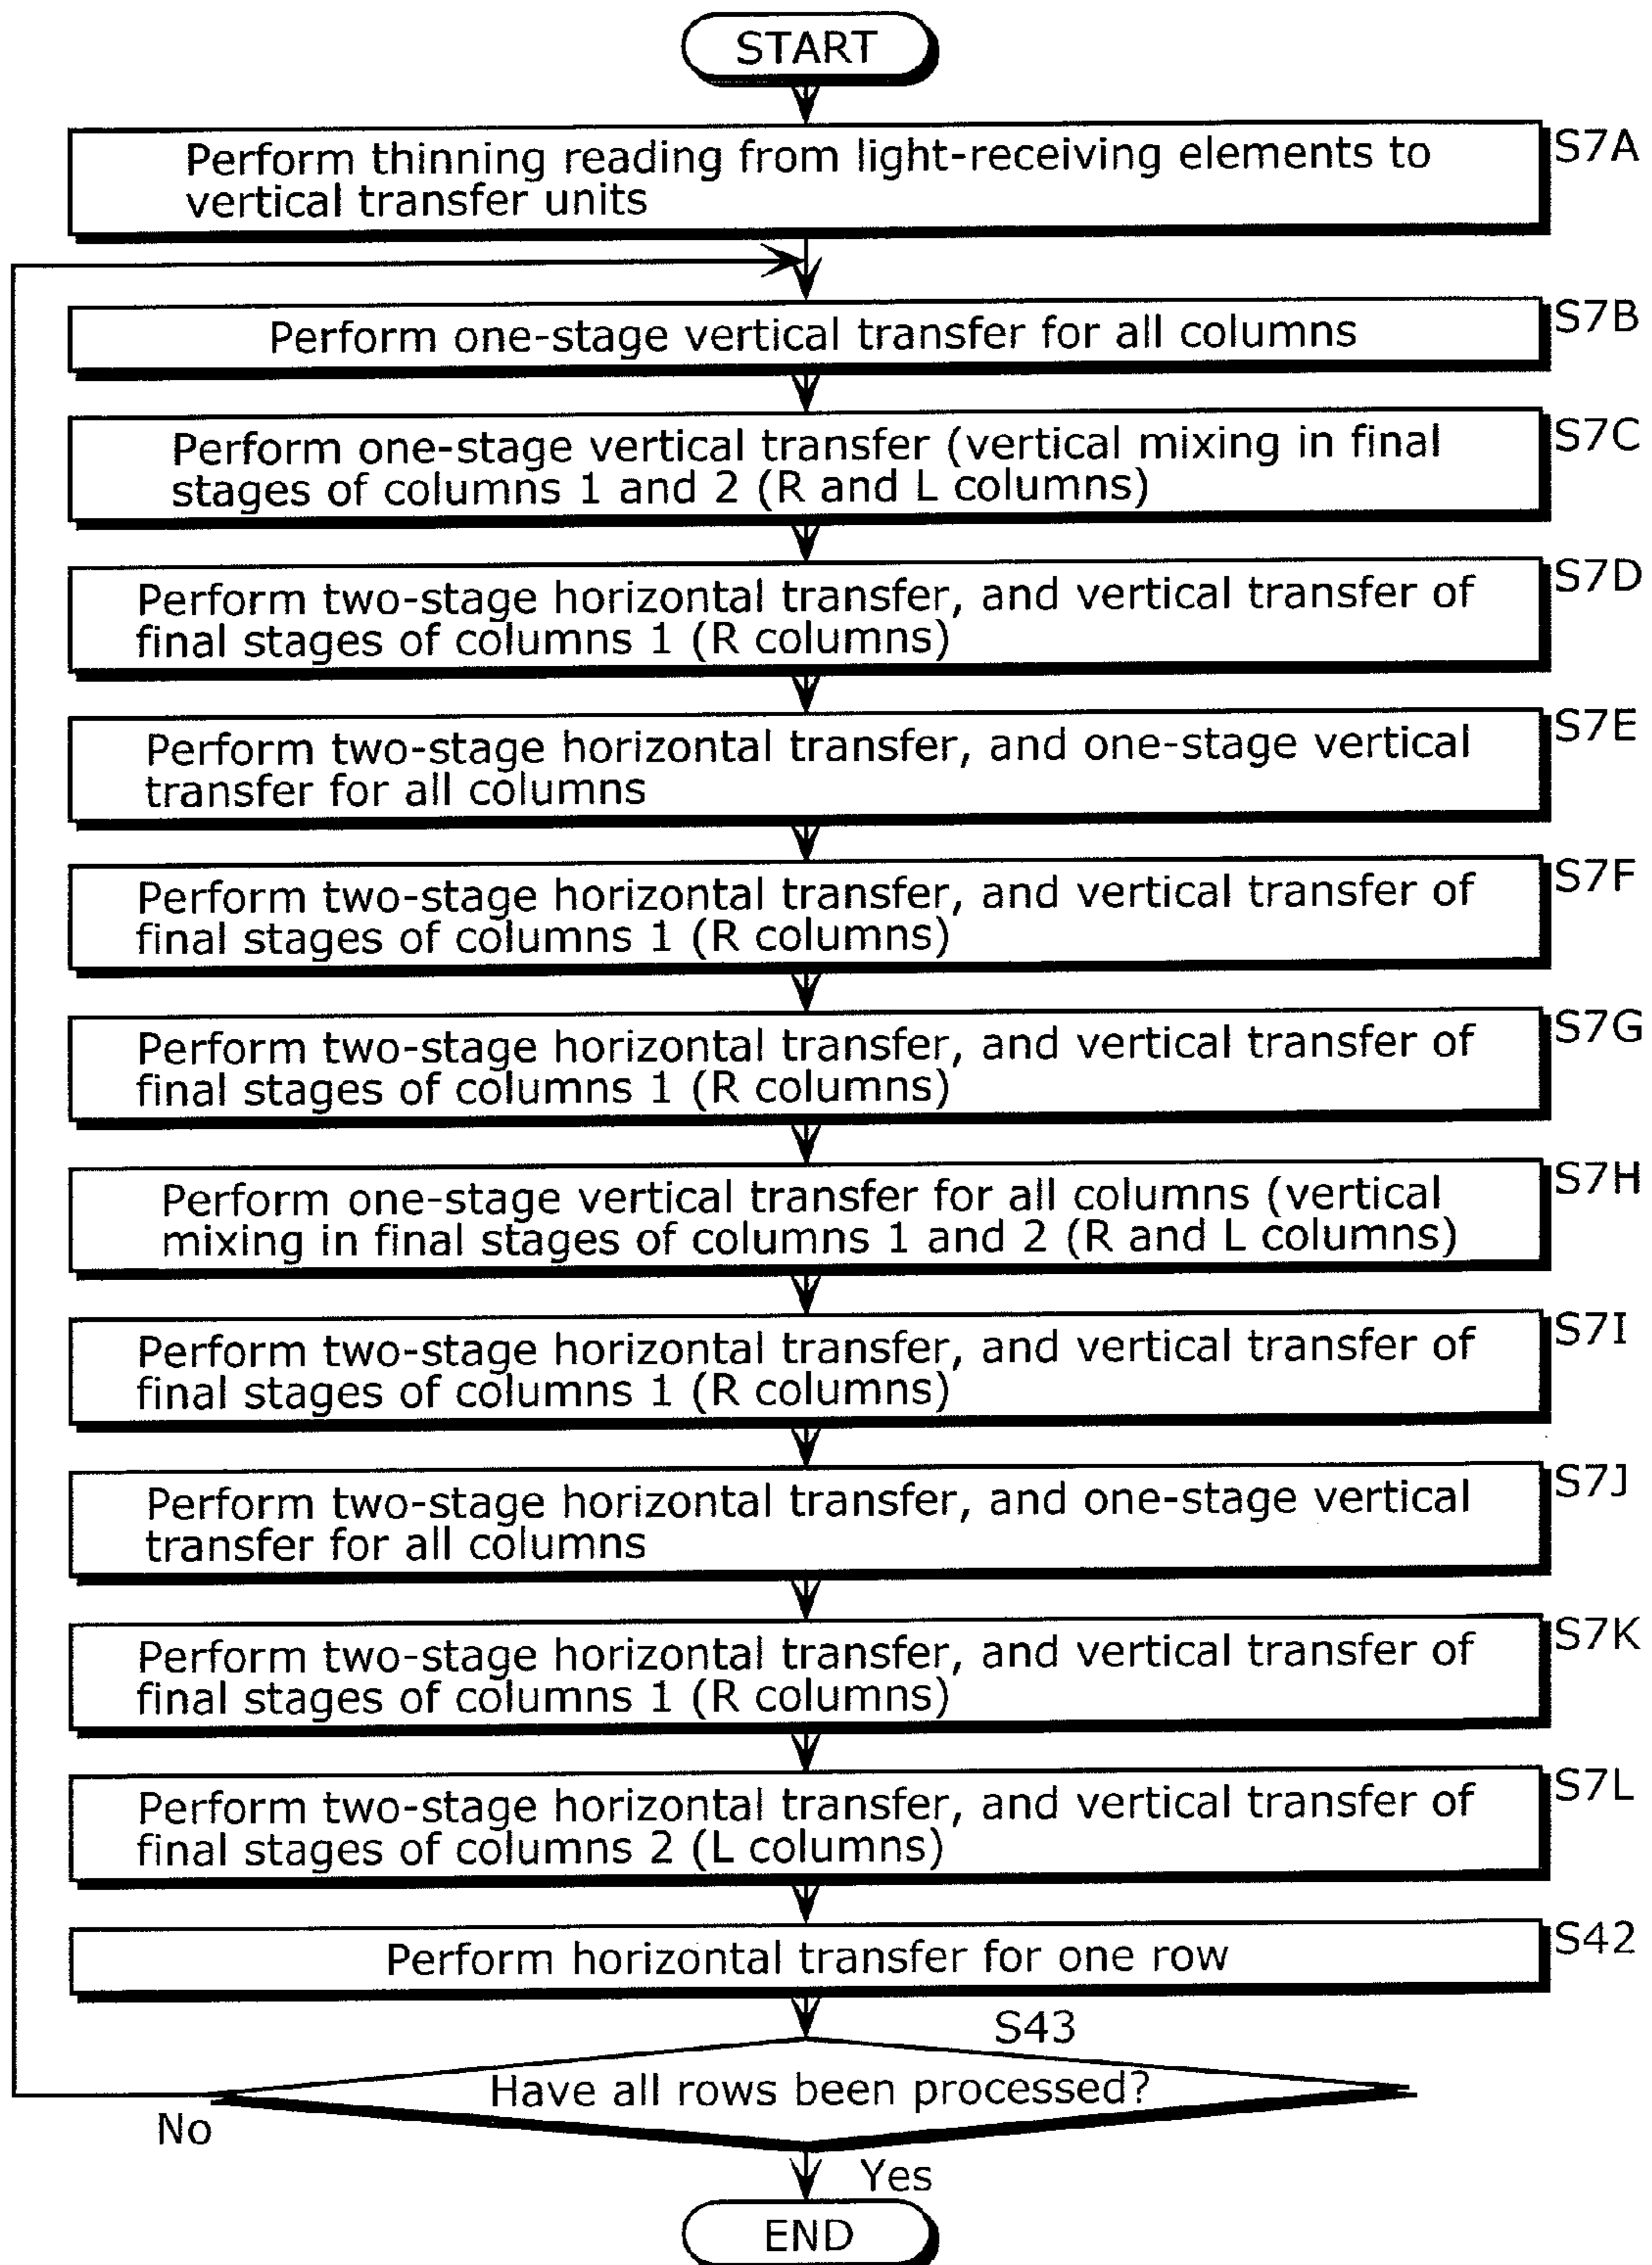 START
Perform thinning reading from light-receiving elements to
vertical transfer units
S7A
Perform one-stage vertical transfer for all columns
S7B
Perform one-stage vertical transfer (vertical mixing in final
stages of columns 1 and 2 (R and L columns)
S7C
Perform two-stage horizontal transfer, and vertical transfer of
final stages of columns 1 (R columns)
S7D
Perform two-stage horizontal transfer, and one-stage vertical
transfer for all columns
S7E
Perform two-stage horizontal transfer, and vertical transfer of
final stages of columns 1 (R columns)
S7F
Perform two-stage horizontal transfer, and vertical transfer of
final stages of columns 1 (R columns)
S7G
Perform one-stage vertical transfer for all columns (vertical
mixing in final stages of columns 1 and 2 (R and L columns)
S7H
Perform two-stage horizontal transfer, and vertical transfer of
final stages of columns 1 (R columns)
S7I
Perform two-stage horizontal transfer, and one-stage vertical
transfer for all columns
S7J
Perform two-stage horizontal transfer, and vertical transfer of
final stages of columns 1 (R columns)
S7K
Perform two-stage horizontal transfer, and vertical transfer of
final stages of columns 2 (L columns)
S7L
Perform horizontal transfer for one row
S42
S43
Have all rows been processed?
No
Yes
END